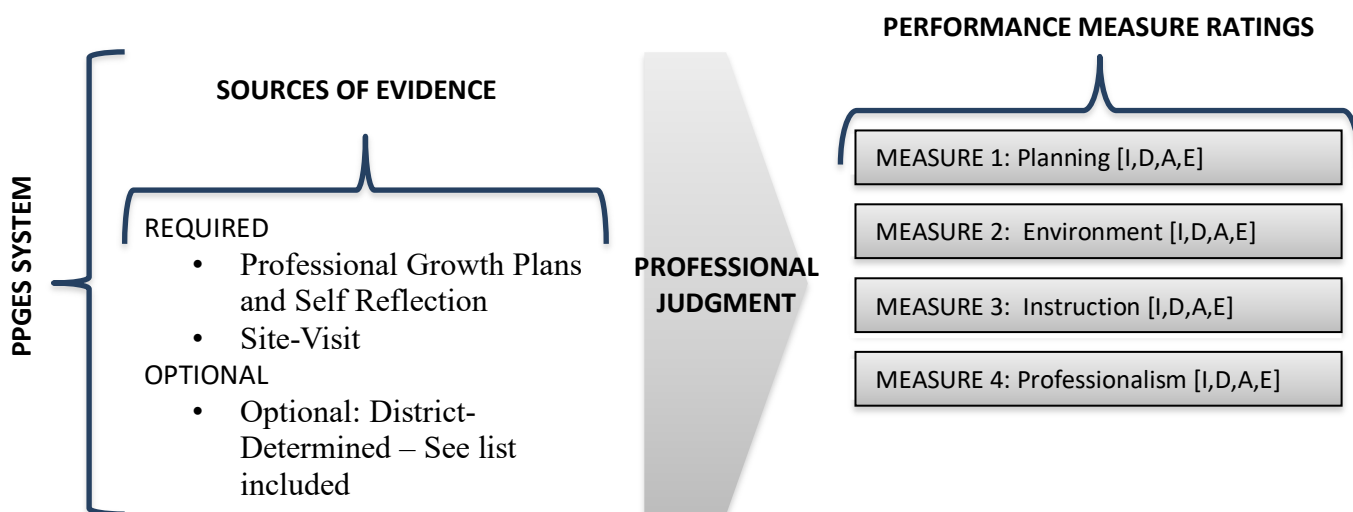 PPGES SYSTEM
SOURCES OF EVIDENCE
REQUIRED
• Professional Growth Plans
and Self Reflection
• Site-Visit
OPTIONAL
• Optional: District-
Determined – See list
included
PROFESSIONAL
JUDGMENT
PERFORMANCE MEASURE RATINGS
MEASURE 1: Planning [I,D,A,E]
MEASURE 2:  Environment [I,D,A,E]
MEASURE 3:  Instruction [I,D,A,E]
MEASURE 4: Professionalism [I,D,A,E]